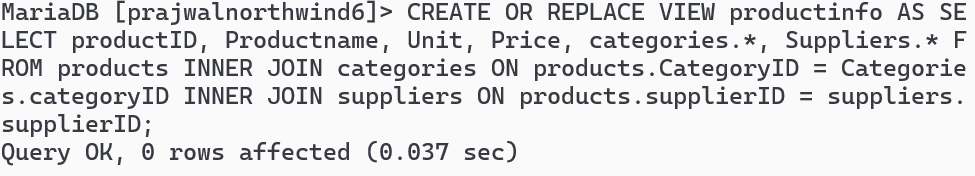 MariaDB [prajwalnorthwind6]> CREATE OR REPLACE VIEW productinfo AS SE
LECT productID, Productname, Unit, Price, categories.*, Suppliers.* F
ROM products INNER JOIN categories ON products.CategoryID = Categorie
s.categoryID INNER JOIN suppliers ON products.supplierID = suppliers.
supplierID;
Query OK, 0 rows affected (0.037 sec)